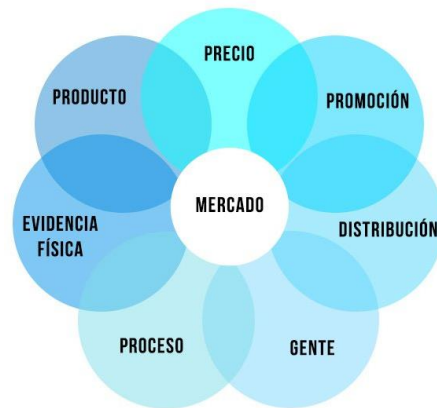 PRECIO
PRODUCTO
PROMOCIÓN
MERCADO
EVIDENCIA
FÍSICA
DISTRIBUCIÓN
PROCESO
GENTE